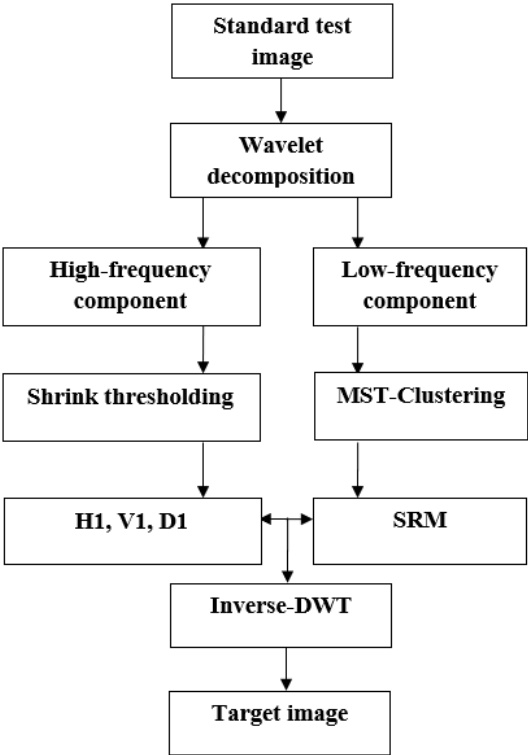 Standard test
image
Wavelet
decomposition
High-frequency
component
Low-frequency
component
Shrink thresholding
MST-Clustering
H1, V1, D1
SRM
Inverse-DWT
Target image